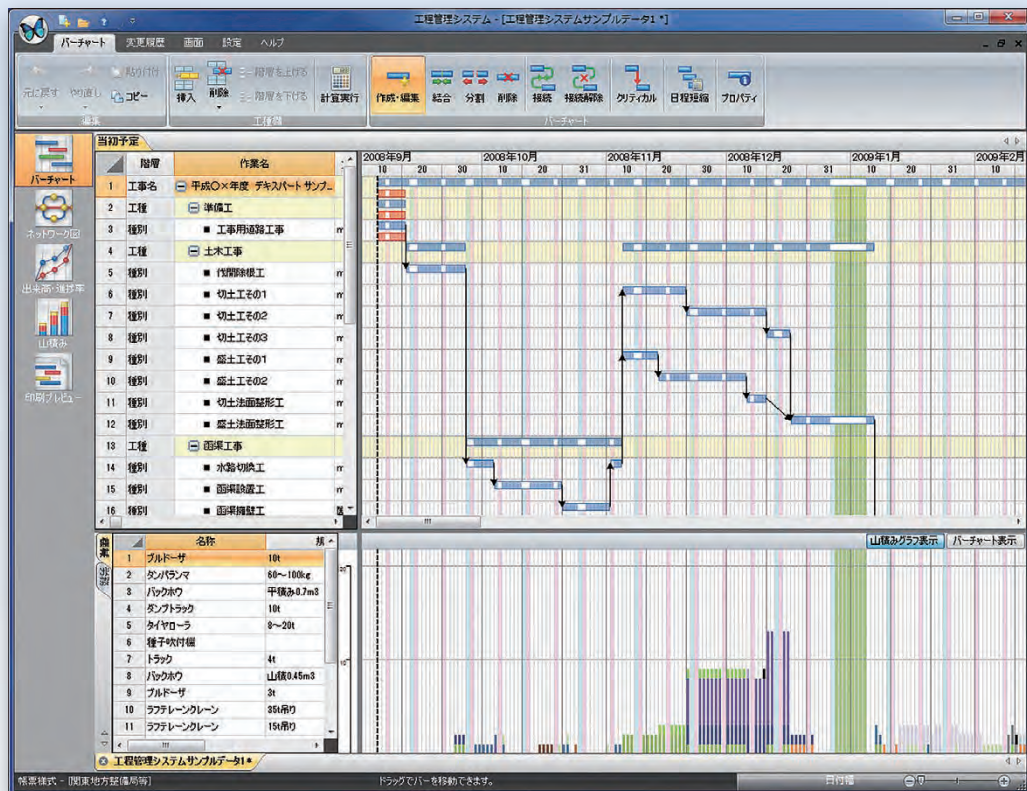 工程管理システム - [工程管理システムサンプルデータ1 *]
バーチャート 変更履歴 画面 設定 ヘルプ
元に戻す やり直し 貼り付け コピー 挿入 削除 階層を上げる 階層を下げる 計算実行 作成・編集 結合 分割 削除 接続 接続解除 クリティカル 日程短縮 プロパティ
編集 工種欄 バーチャート
バーチャート
ネットワーク図
出来高・進捗率
山積み
印刷プレビュー
当初予定
階層 作業名 2008年9月 2008年10月 2008年11月 2008年12月 2009年1月 2009年2月
10 20 30 10 20 31 10 20 30 10 20 31 10 20 31 10
1 工事名 平成○×年度 デキスパート サンプ...
2 工種 準備工
3 種別 ■ 工事用道路工事
4 工種 土木工事
5 種別 ■ 伐開除根工
6 種別 ■ 切土工その1
7 種別 ■ 切土工その2
8 種別 ■ 切土工その3
9 種別 ■ 盛土工その1
10 種別 ■ 盛土工その2
11 種別 ■ 切土法面整形工
12 種別 ■ 盛土法面整形工
13 工種 函渠工事
14 種別 ■ 水路切換工
15 種別 ■ 函渠設置工
16 種別 ■ 函渠擁壁工
山積みグラフ表示 バーチャート表示
名称
1 ブルドーザ 10t
2 タンパランマ 60～100kg
3 バックホウ 平積み0.7m3
4 ダンプトラック 10t
5 タイヤローラ 8～20t
6 種子吹付機
7 トラック 4t
8 バックホウ 山積0.45m3
9 ブルドーザ 3t
10 ラフテレーンクレーン 35t吊り
11 ラフテレーンクレーン 15t吊り
工程管理システムサンプルデータ1*
帳票様式 - [関東地方整備局等] ドラッグでバーを移動できます。 日付幅